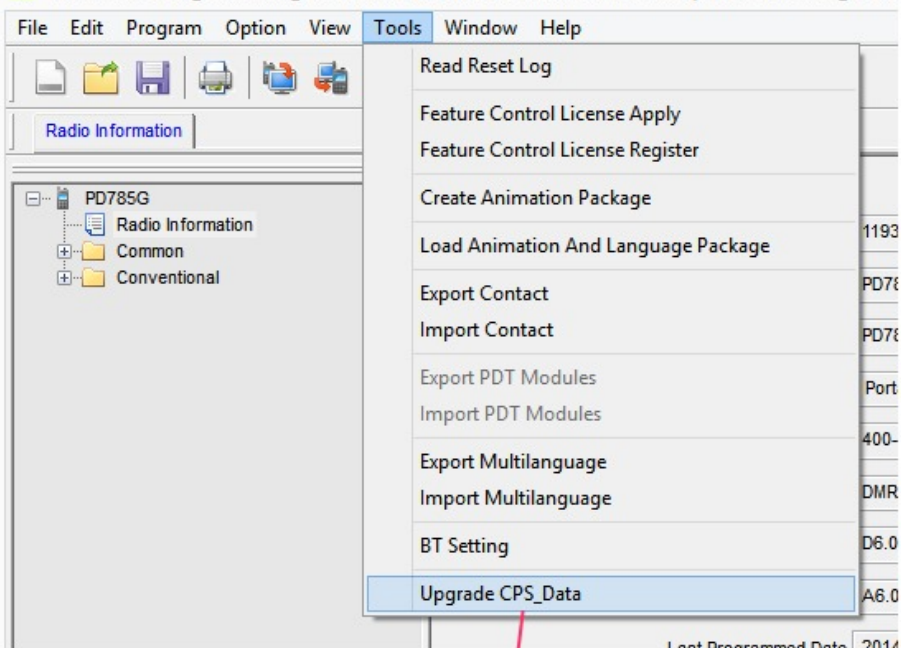 File Edit Program Option View Tools Window Help
Read Reset Log
Feature Control License Apply
Feature Control License Register
Create Animation Package
Load Animation And Language Package
Export Contact
Import Contact
Export PDT Modules
Import PDT Modules
Export Multilanguage
Import Multilanguage
BT Setting
Upgrade CPS_Data
Radio Information
PD785G
Radio Information
Common
Conventional
1193
PD78
PD78
Port
400-
DMR
D6.0
A6.0
Last Programmed Date 2014